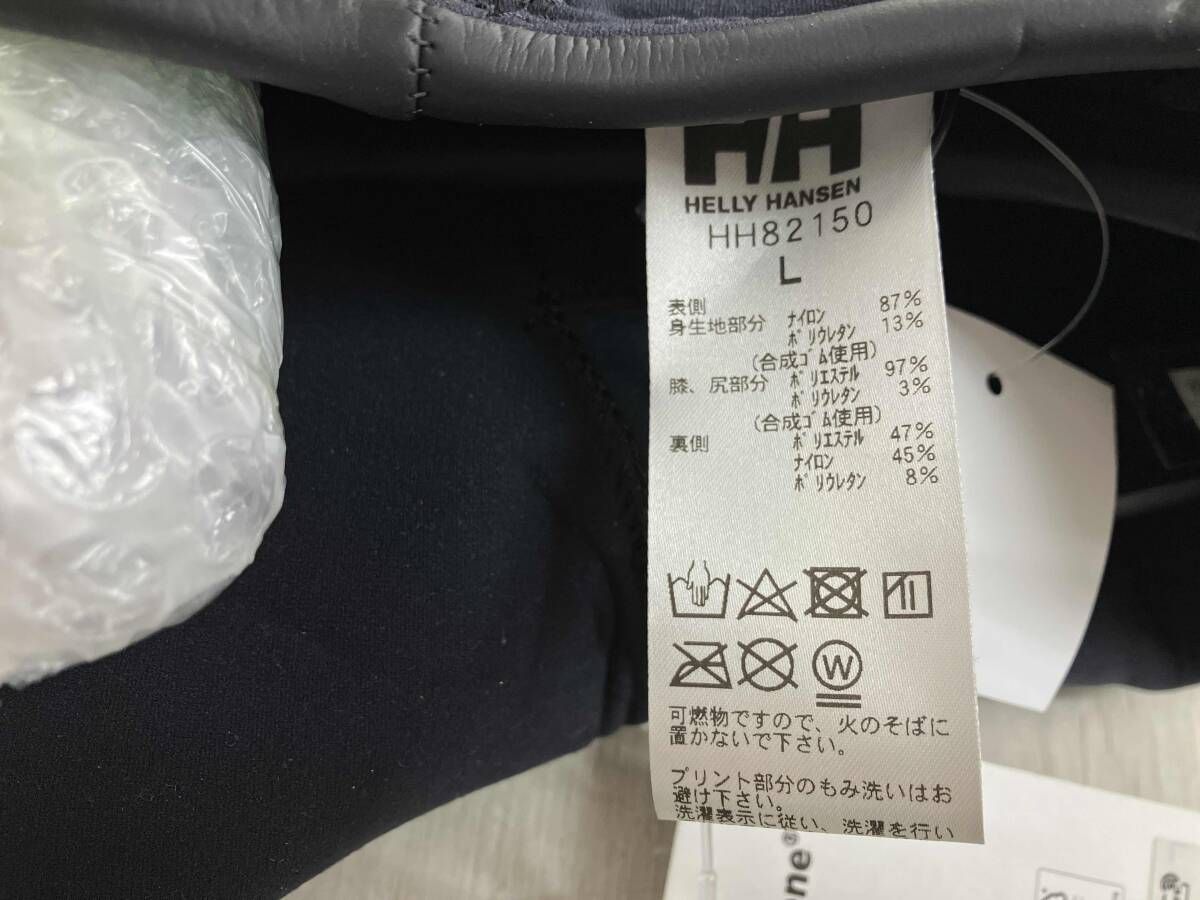 HH
HELLY HANSEN
HH82150
L
表側
身生地部分 ナイロン 87%
ポリウレタン 13%
(合成ゴム使用)
膝、尻部分 ポリエステル 97%
ポリウレタン 3%
(合成ゴム使用)
裏側 ポリエステル 47%
ナイロン 45%
ポリウレタン 8%
W
可燃物ですので、火のそばに
置かないで下さい。
プリント部分のもみ洗いはお
避け下さい。
洗濯表示に従い、洗濯を行い
one®